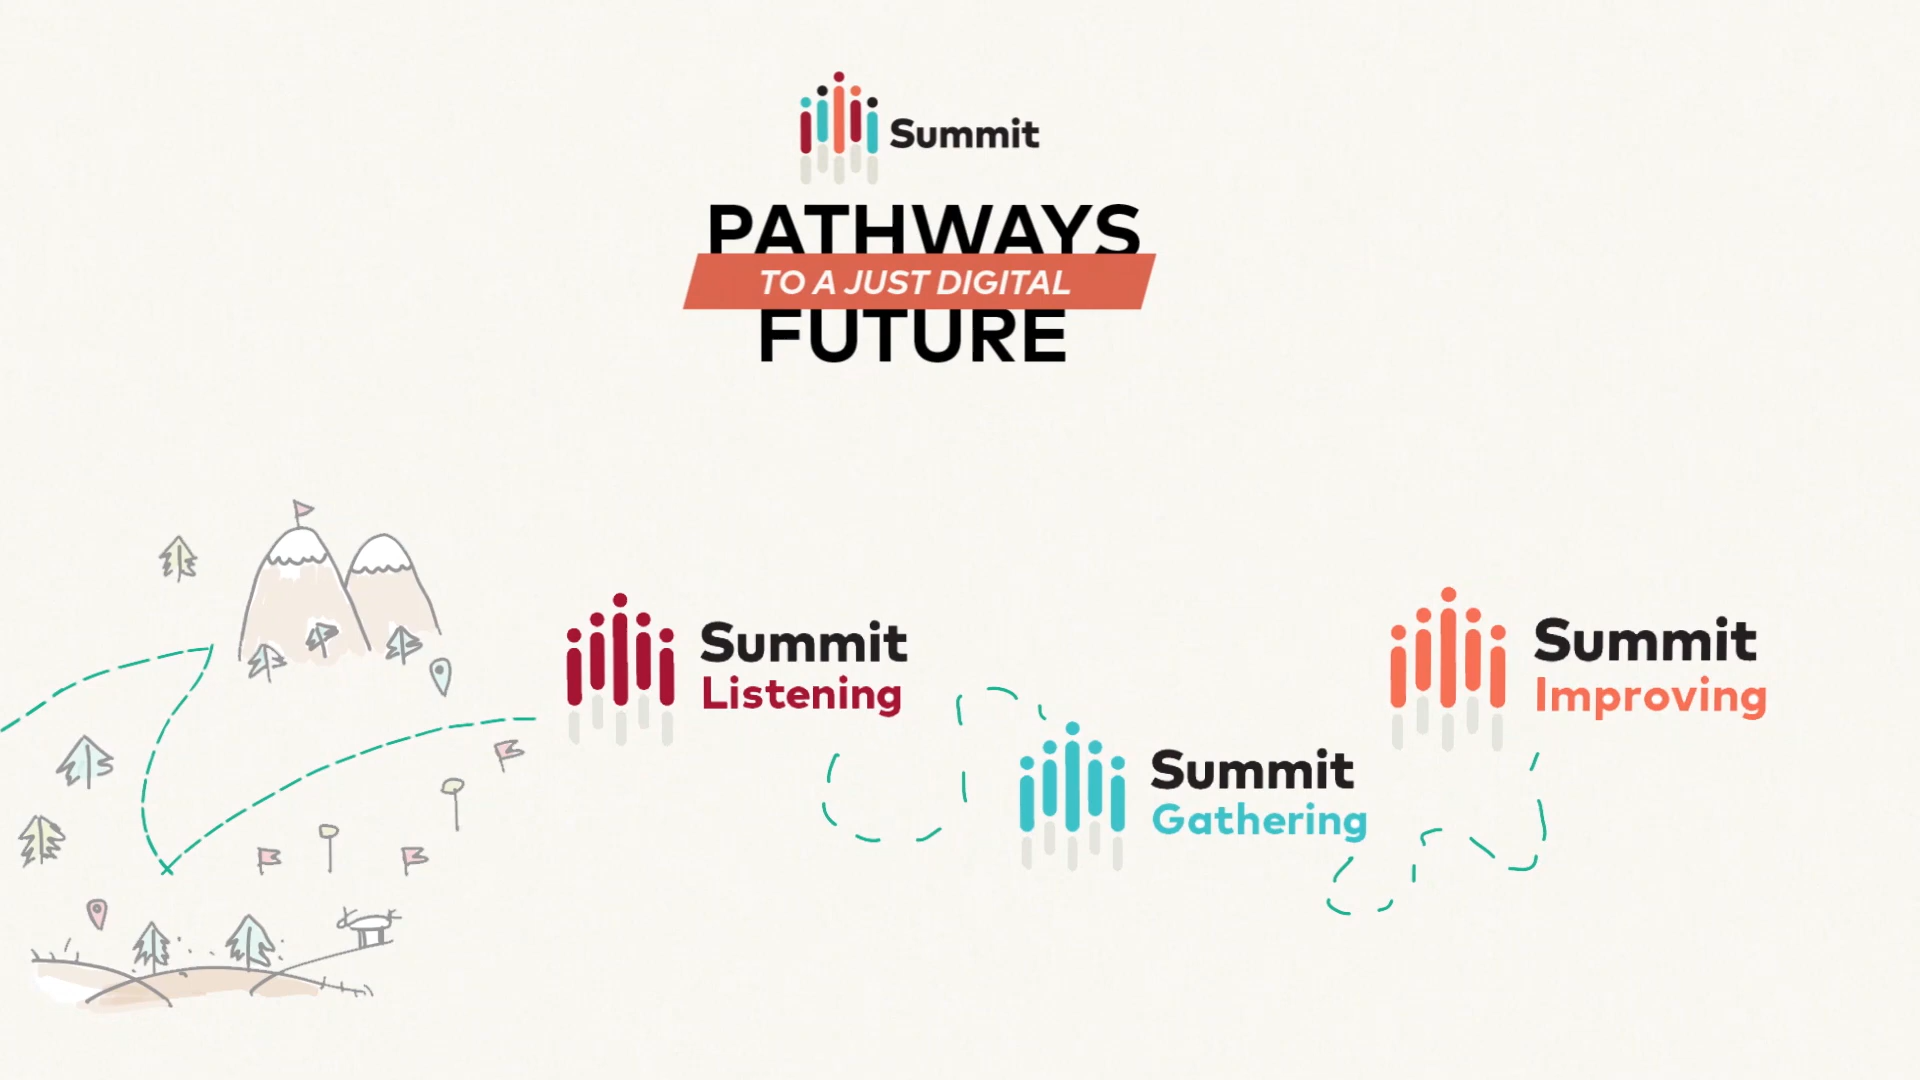 Summit
PATHWAYS
TO A JUST DIGITAL
FUTURE
Summit
Listening
Summit
Gathering
Summit
Improving